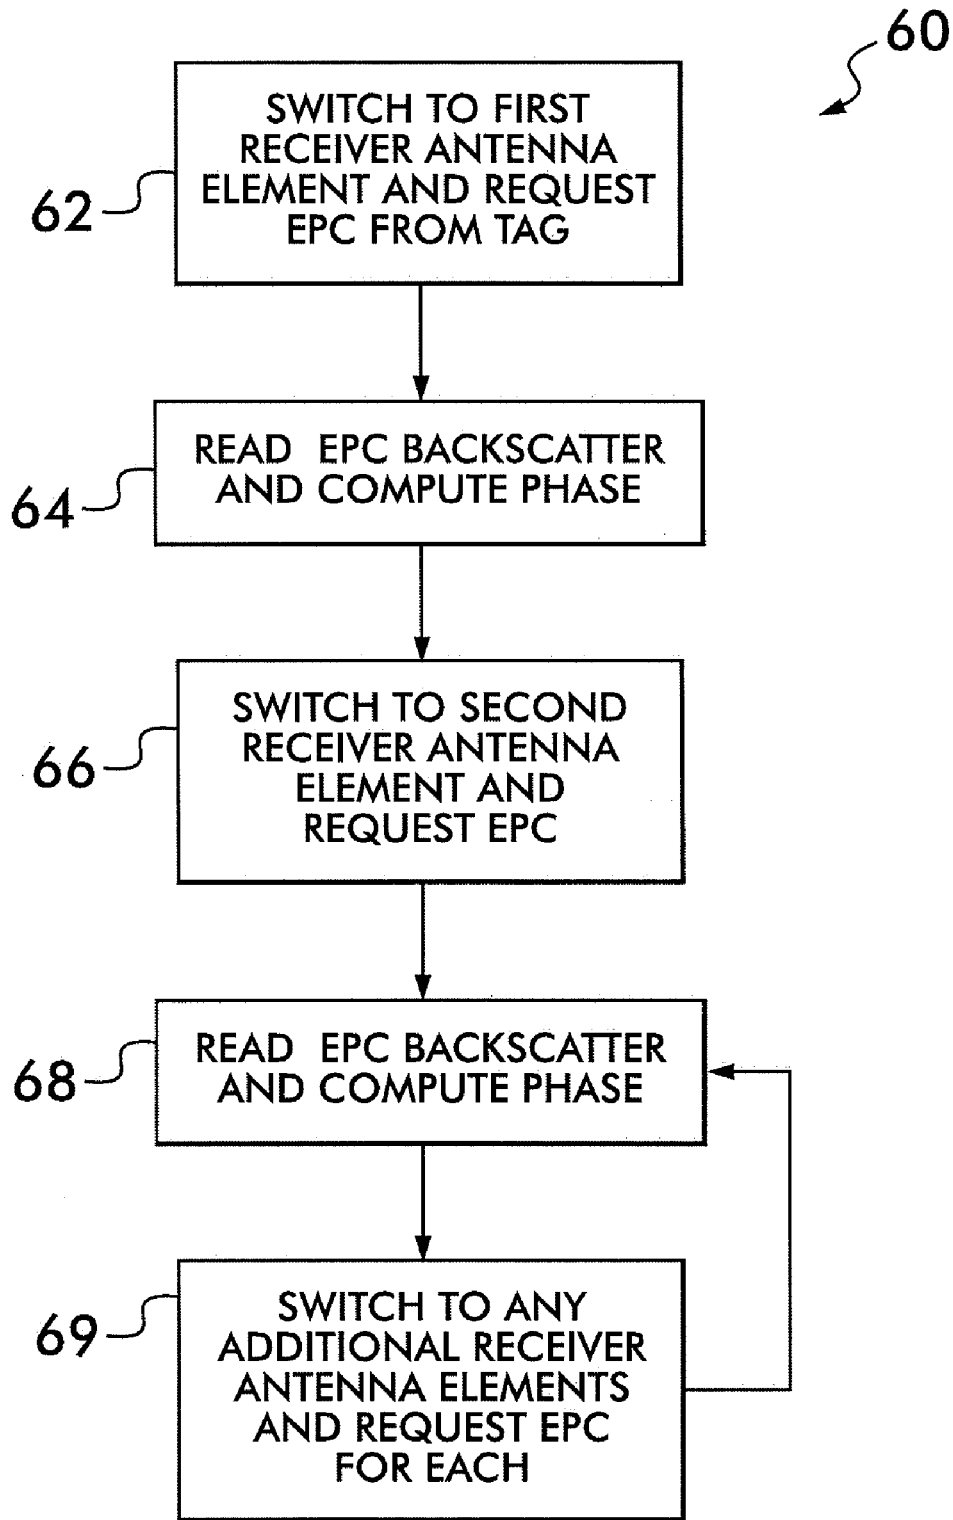 60
SWITCH TO FIRST
RECEIVER ANTENNA
ELEMENT AND REQUEST
EPC FROM TAG
62
READ EPC BACKSCATTER
AND COMPUTE PHASE
64
SWITCH TO SECOND
RECEIVER ANTENNA
ELEMENT AND
REQUEST EPC
66
READ EPC BACKSCATTER
AND COMPUTE PHASE
68
SWITCH TO ANY
ADDITIONAL RECEIVER
ANTENNA ELEMENTS
AND REQUEST EPC
FOR EACH
69